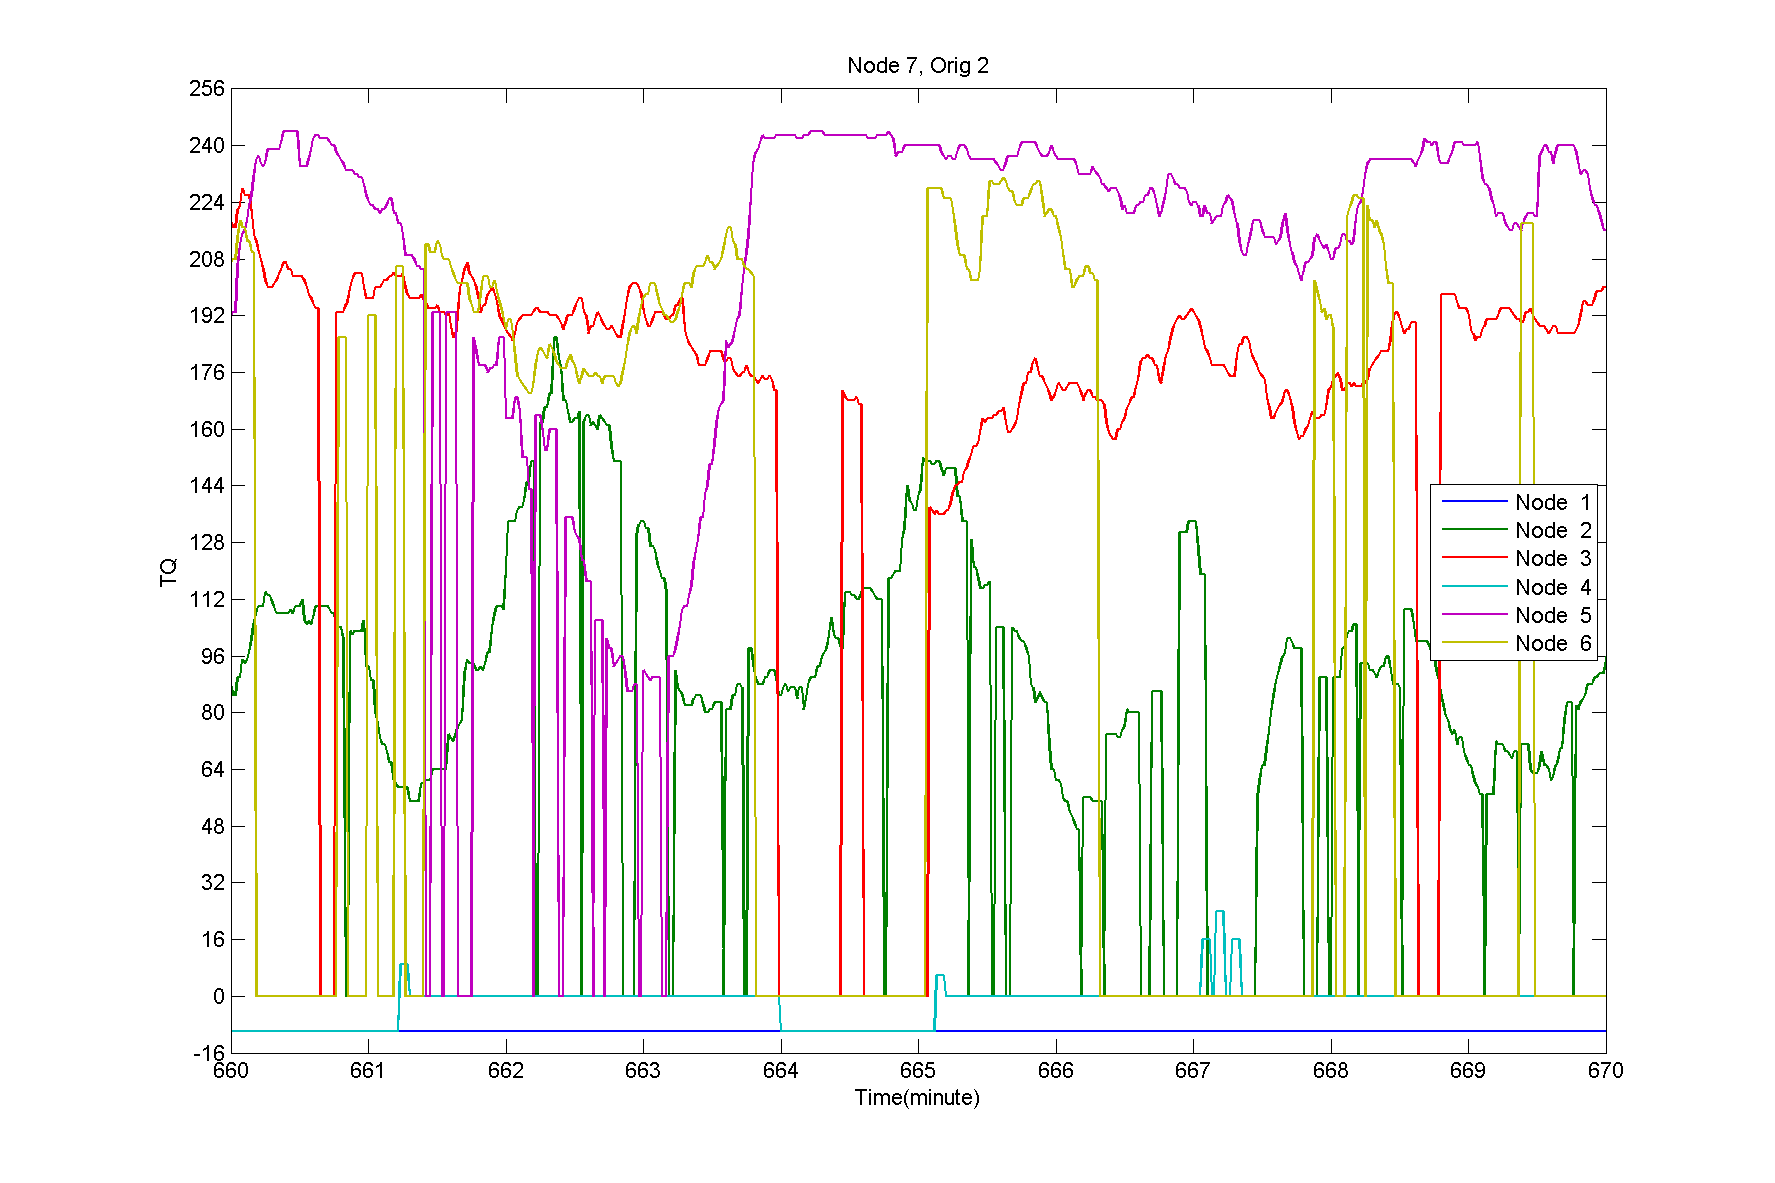 Node 7, Orig 2
256
240
224
208
192
176
160
144
128
112
96
80
64
48
32
16
0
-16
TQ
Node 1
Node 2
Node 3
Node 4
Node 5
Node 6
660 661 662 663 664 665 666 667 668 669 670
Time(minute)